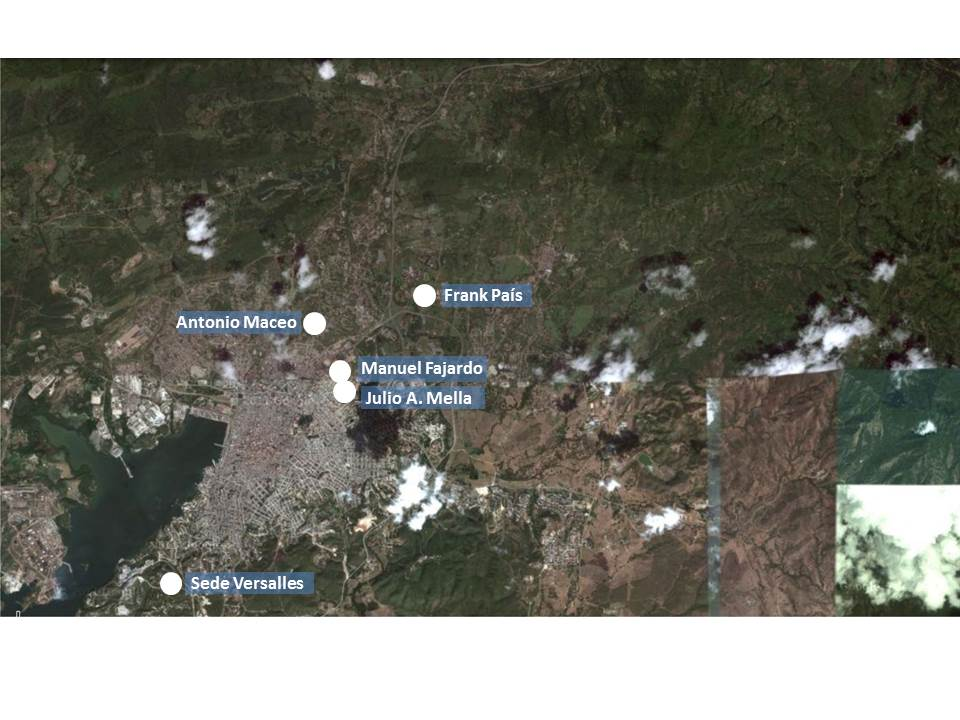 Frank País
Antonio Maceo
Manuel Fajardo
Julio A. Mella
Sede Versalles